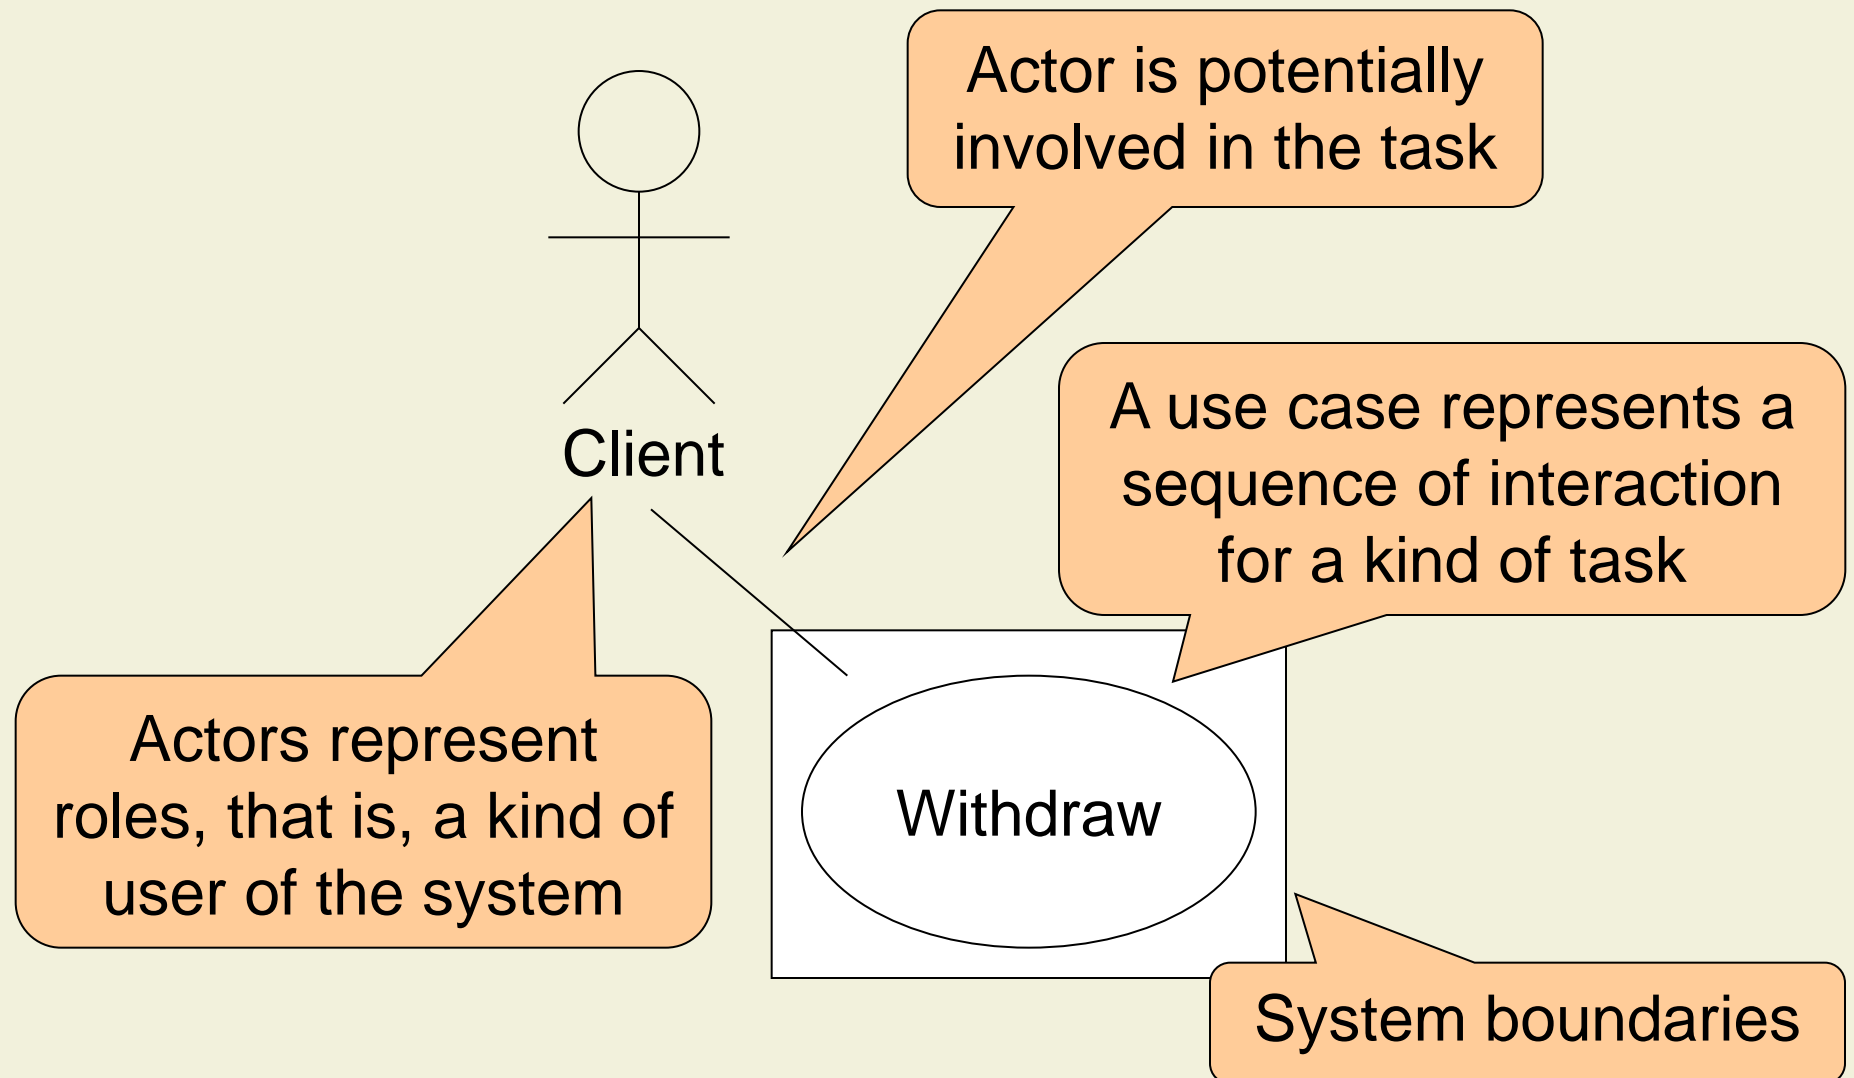 Actor is potentially
involved in the task
Client
A use case represents a
sequence of interaction
for a kind of task
Actors represent
roles, that is, a kind of
user of the system
Withdraw
System boundaries